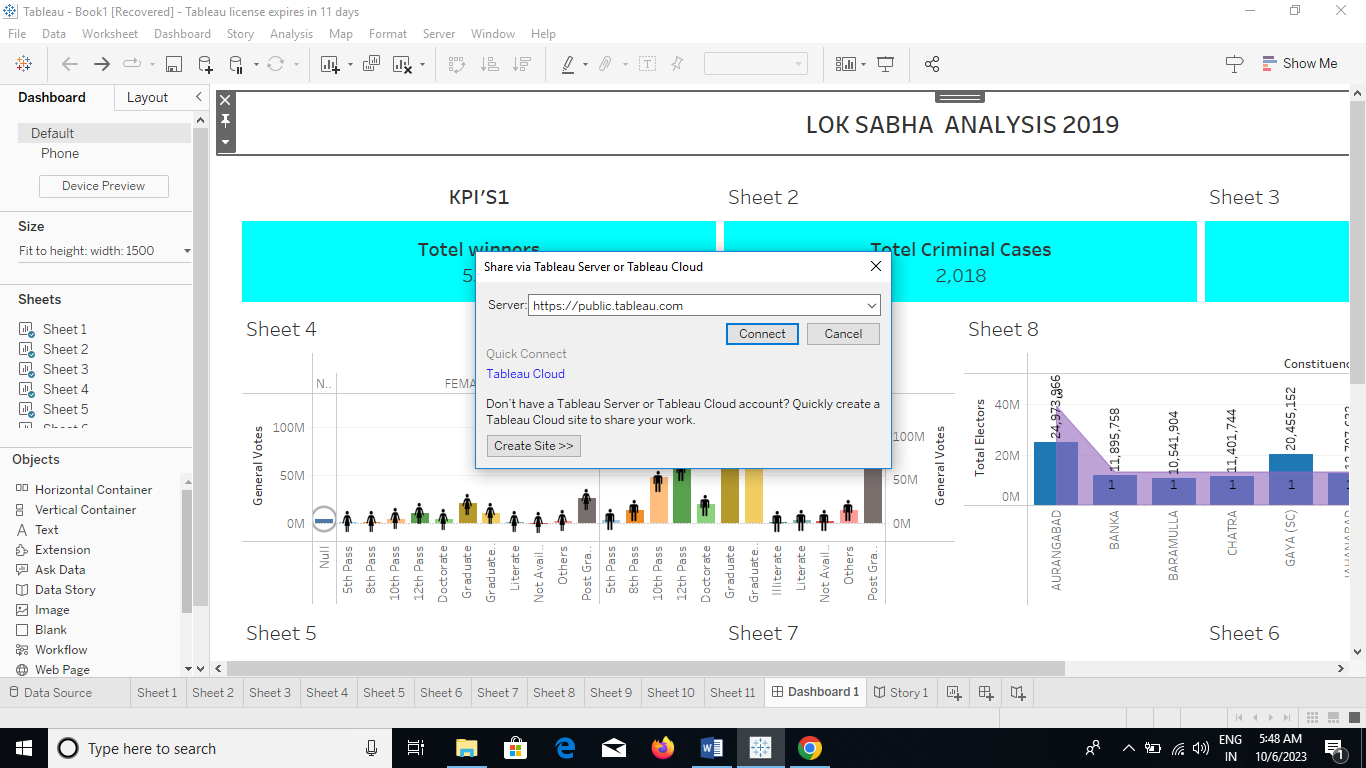 Tableau - Book1 [Recovered] - Tableau license expires in 11 days
File Data Worksheet Dashboard Story Analysis Map Format Server Window Help
Show Me
Dashboard Layout
Default
Phone
Device Preview
Size
Fit to height: width: 1500
Sheets
Sheet 1
Sheet 2
Sheet 3
Sheet 4
Sheet 5
Objects
Horizontal Container
Vertical Container
Text
Extension
Ask Data
Data Story
Image
Blank
Workflow
Web Page
LOK SABHA ANALYSIS 2019
KPI'S1
Sheet 2
Sheet 3
Totel winners
Totel Criminal Cases
2,018
Share via Tableau Server or Tableau Cloud
Server: https://public.tableau.com
Connect Cancel
Quick Connect
Tableau Cloud
Don't have a Tableau Server or Tableau Cloud account? Quickly create a
Tableau Cloud site to share your work.
Create Site >>
Sheet 4
N..
General Votes
100M
50M
0M
Null
5th Pass
8th Pass
10th Pass
12th Pass
Doctorate
Graduate
Graduate..
Literate
Not Avail..
Others
Post Gra..
5th Pass
8th Pass
10th Pass
12th Pass
Doctorate
Graduate
Graduate..
Illiterate
Literate
Not Avail..
Others
Post Gra..
100M
50M
0M
General Votes
Sheet 8
Total Electors
40M
20M
0M
24,973,966
3
11,895,758
1
10,541,904
1
11,401,744
1
20,455,152
1
1
AURANGABAD
BANKA
BARAMULLA
CHATRA
GAYA (SC)
Sheet 5
Sheet 7
Sheet 6
Data Source Sheet 1 Sheet 2 Sheet 3 Sheet 4 Sheet 5 Sheet 6 Sheet 7 Sheet 8 Sheet 9 Sheet 10 Sheet 11 Dashboard 1 Story 1
Type here to search
ENG
IN
5:48 AM
10/6/2023
1